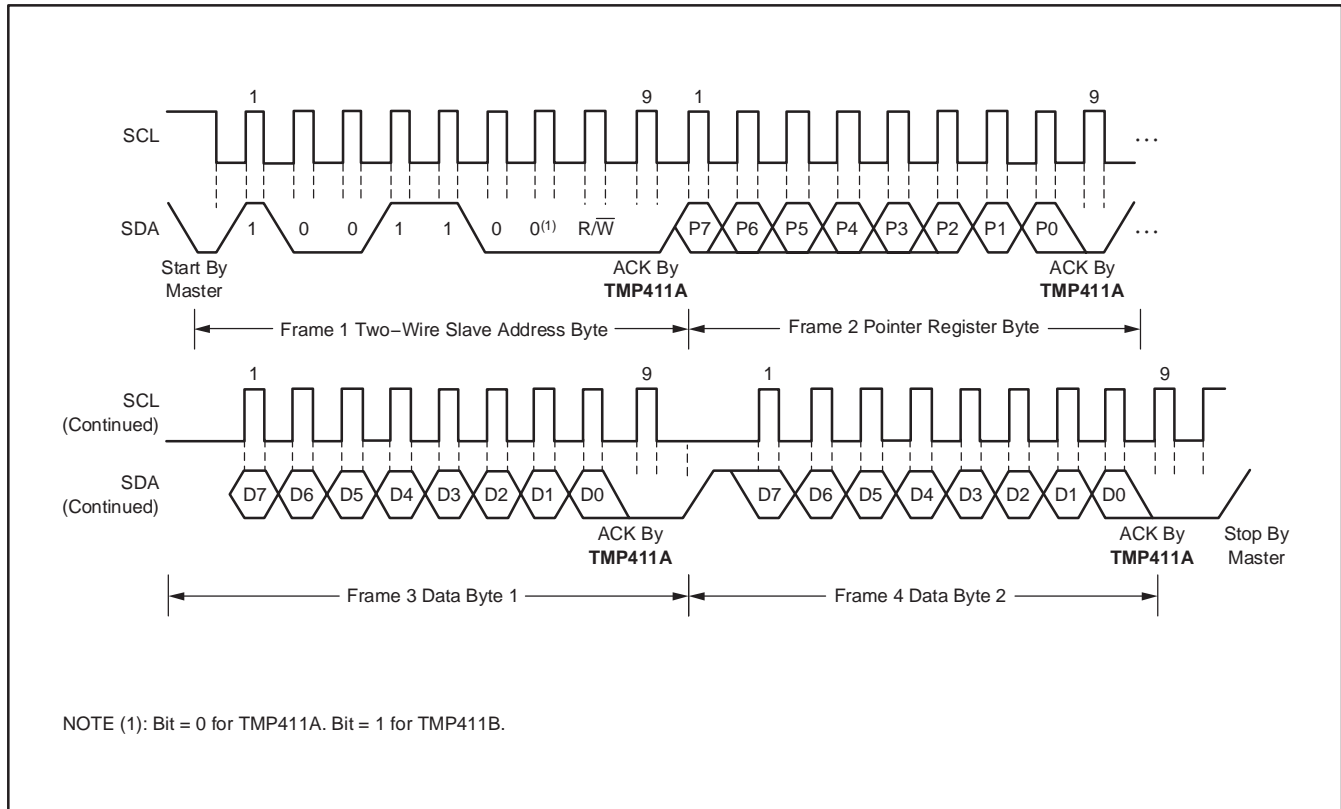 1 9 1 9
SCL ...
SDA 1 0 0 1 1 0 0(1) R/W̅ P7 P6 P5 P4 P3 P2 P1 P0 ...
Start By Master
ACK By TMP411A
ACK By TMP411A
Frame 1 Two−Wire Slave Address Byte
Frame 2 Pointer Register Byte
1 9 1 9
SCL (Continued)
SDA (Continued) D7 D6 D5 D4 D3 D2 D1 D0 D7 D6 D5 D4 D3 D2 D1 D0
ACK By TMP411A
ACK By TMP411A
Stop By Master
Frame 3 Data Byte 1
Frame 4 Data Byte 2
NOTE (1): Bit = 0 for TMP411A. Bit = 1 for TMP411B.